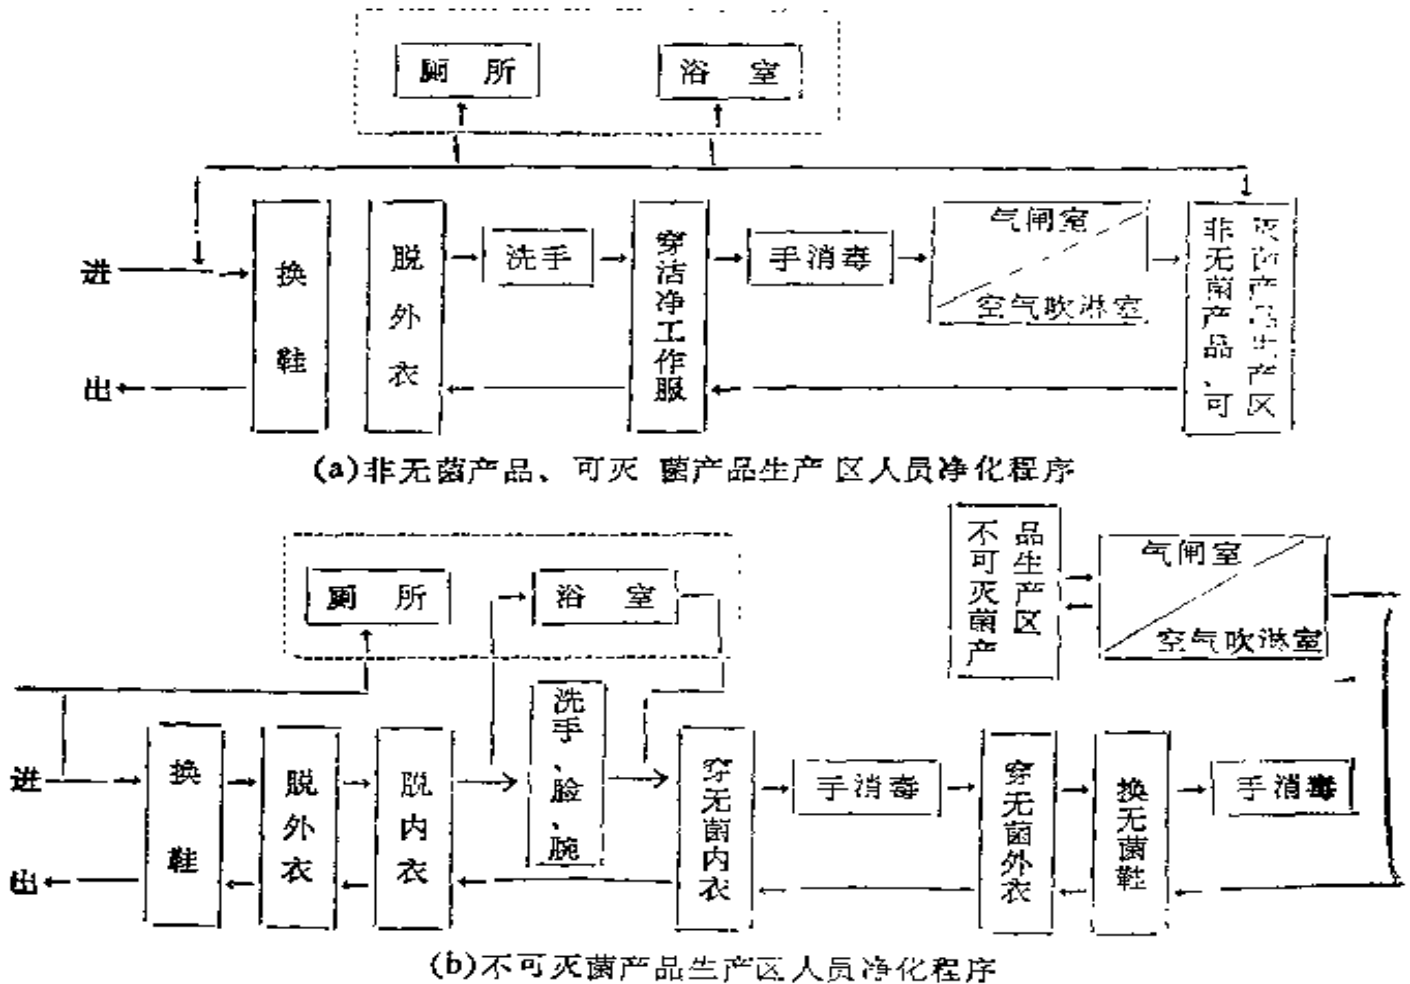 厕所
浴室
进
出
换鞋
脱外衣
洗手
穿洁净工作服
手消毒
气闸室
空气吹淋室
非无菌产品、可
灭菌产品生产区
(a)非无菌产品、可灭菌产品生产区人员净化程序
不可灭菌产
品生产区
气闸室
空气吹淋室
厕所
浴室
进
出
换鞋
脱外衣
脱内衣
洗手、脸、腕
穿无菌内衣
手消毒
穿无菌外衣
换无菌鞋
手消毒
(b)不可灭菌产品生产区人员净化程序